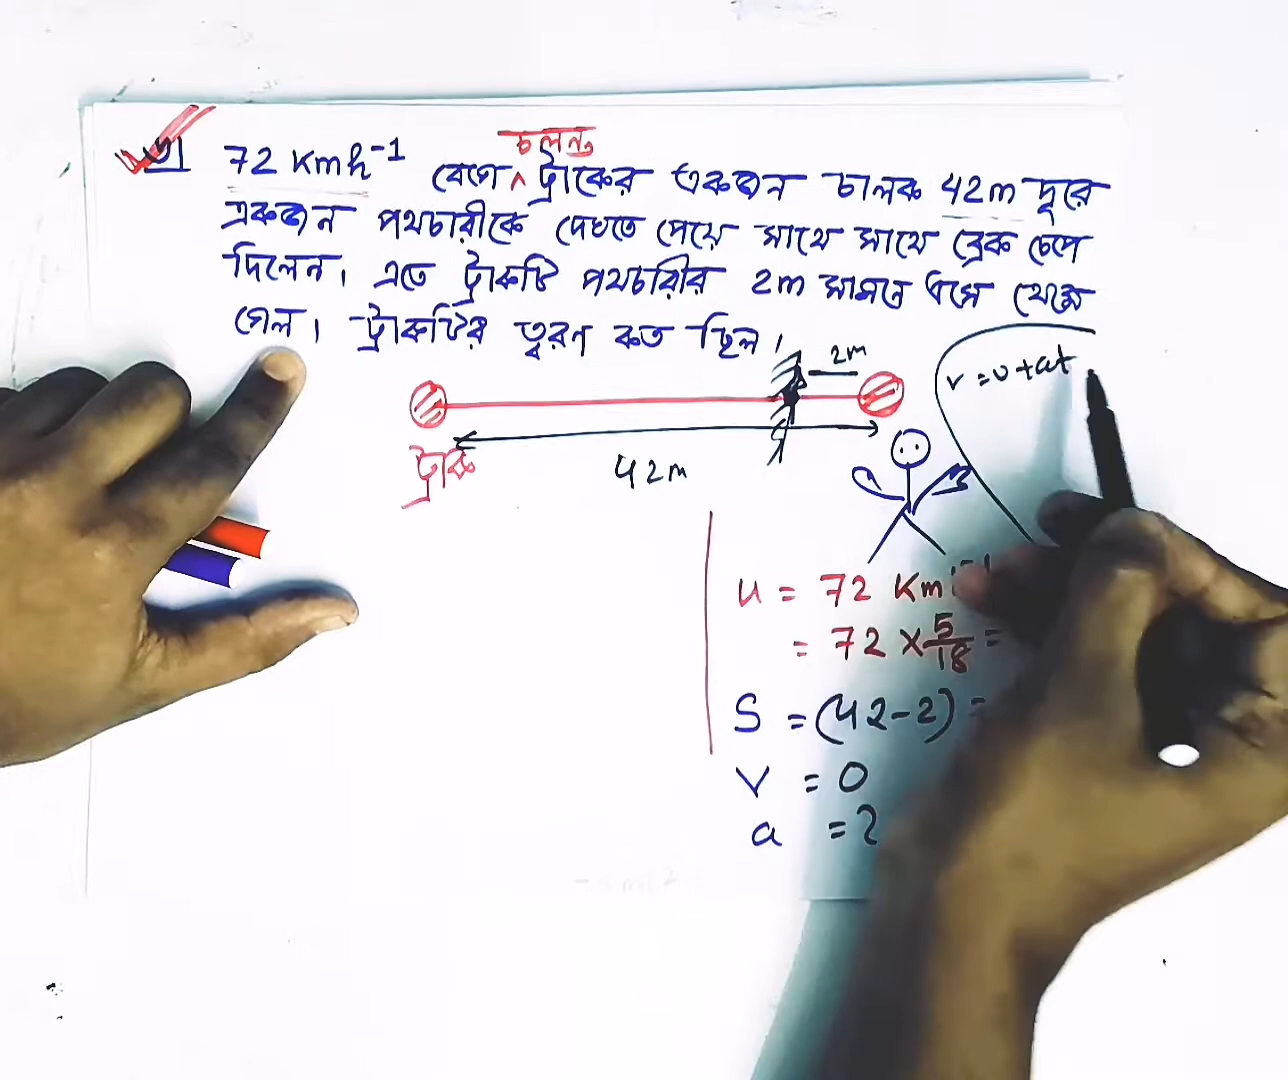 ৩| 72 Kmh⁻¹ বেগে ^ চলন্ত ট্রাকের একজন চালক 42m দূরে
একজন পথচারীকে দেখতে পেয়ে সাথে সাথে ব্রেক চেপে
দিলেন। এতে ট্রাকটি পথচারীর 2m সামনে এসে থেমে
গেল। ট্রাকটির ত্বরণ কত ছিল।
2m
v = u + at
ট্রাক
42m
u = 72 Km
= 72 × 5/18 =
S = (42-2) =
v = 0
a = ?